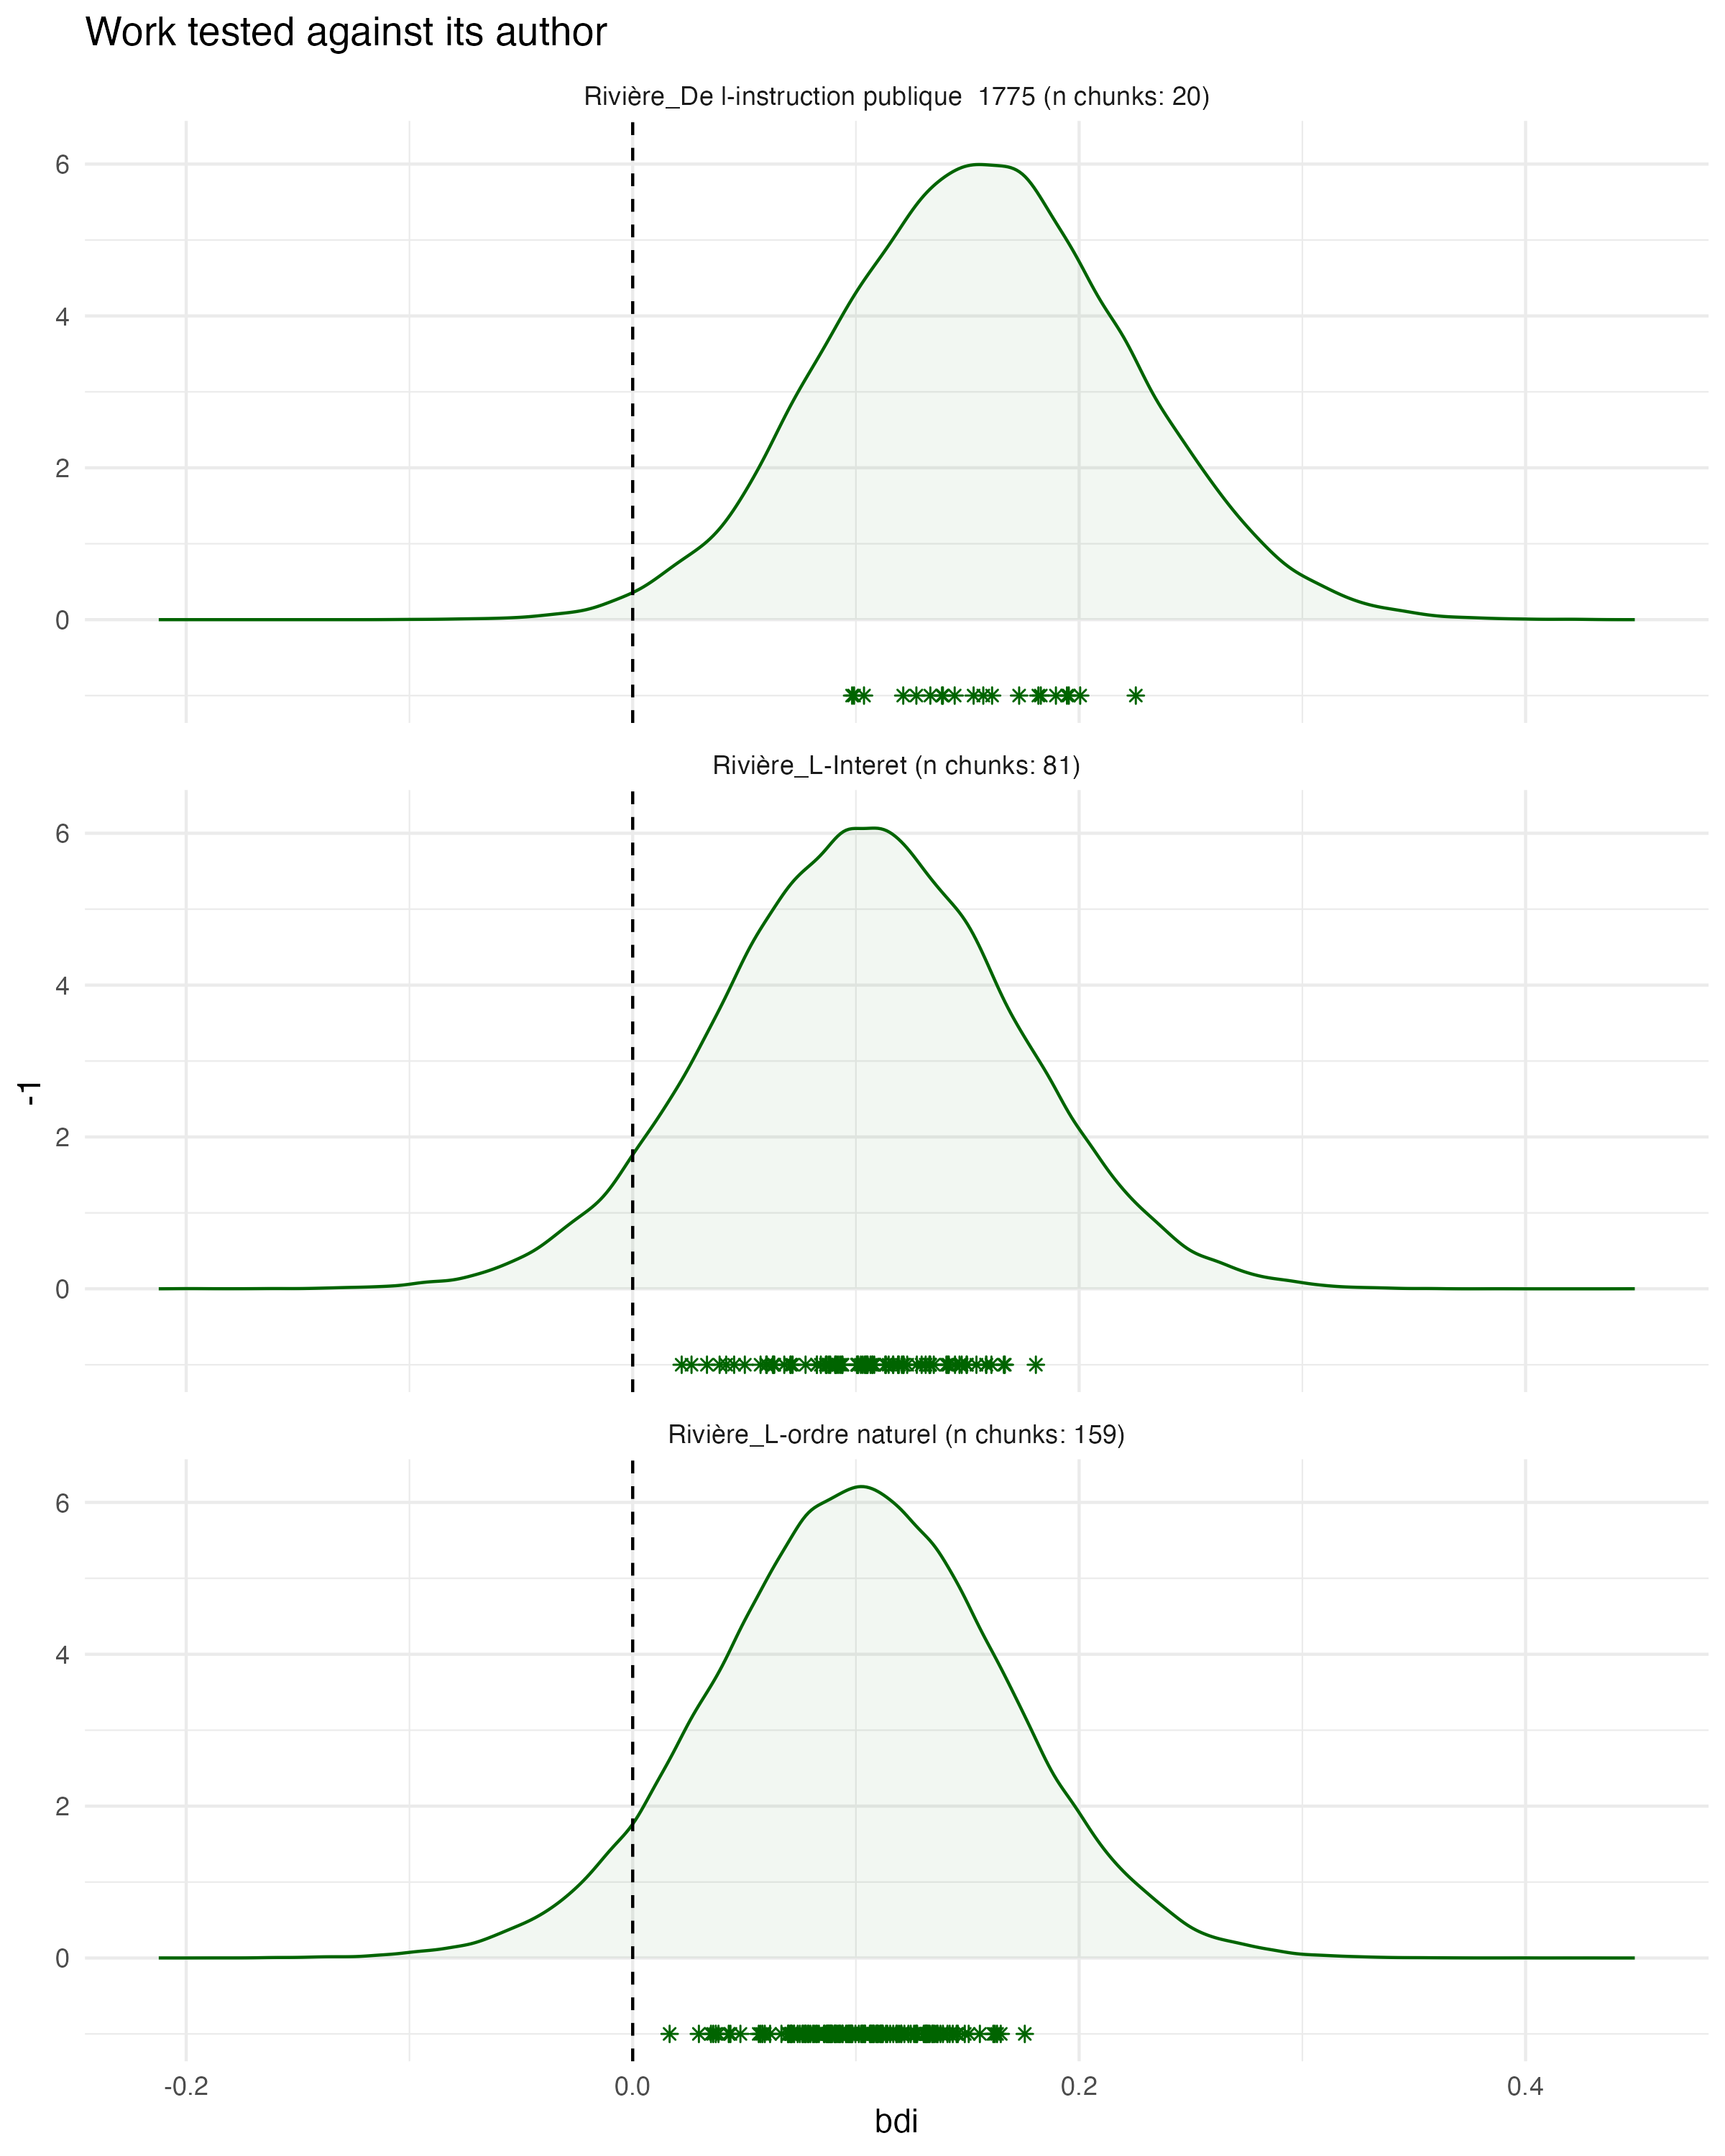 Work tested against its author
Rivière_De l-instruction publique  1775 (n chunks: 20)
6
4
2
0
Rivière_L-Interet (n chunks: 81)
6
4
2
0
-1
Rivière_L-ordre naturel (n chunks: 159)
6
4
2
0
-0.2 0.0 0.2 0.4
bdi